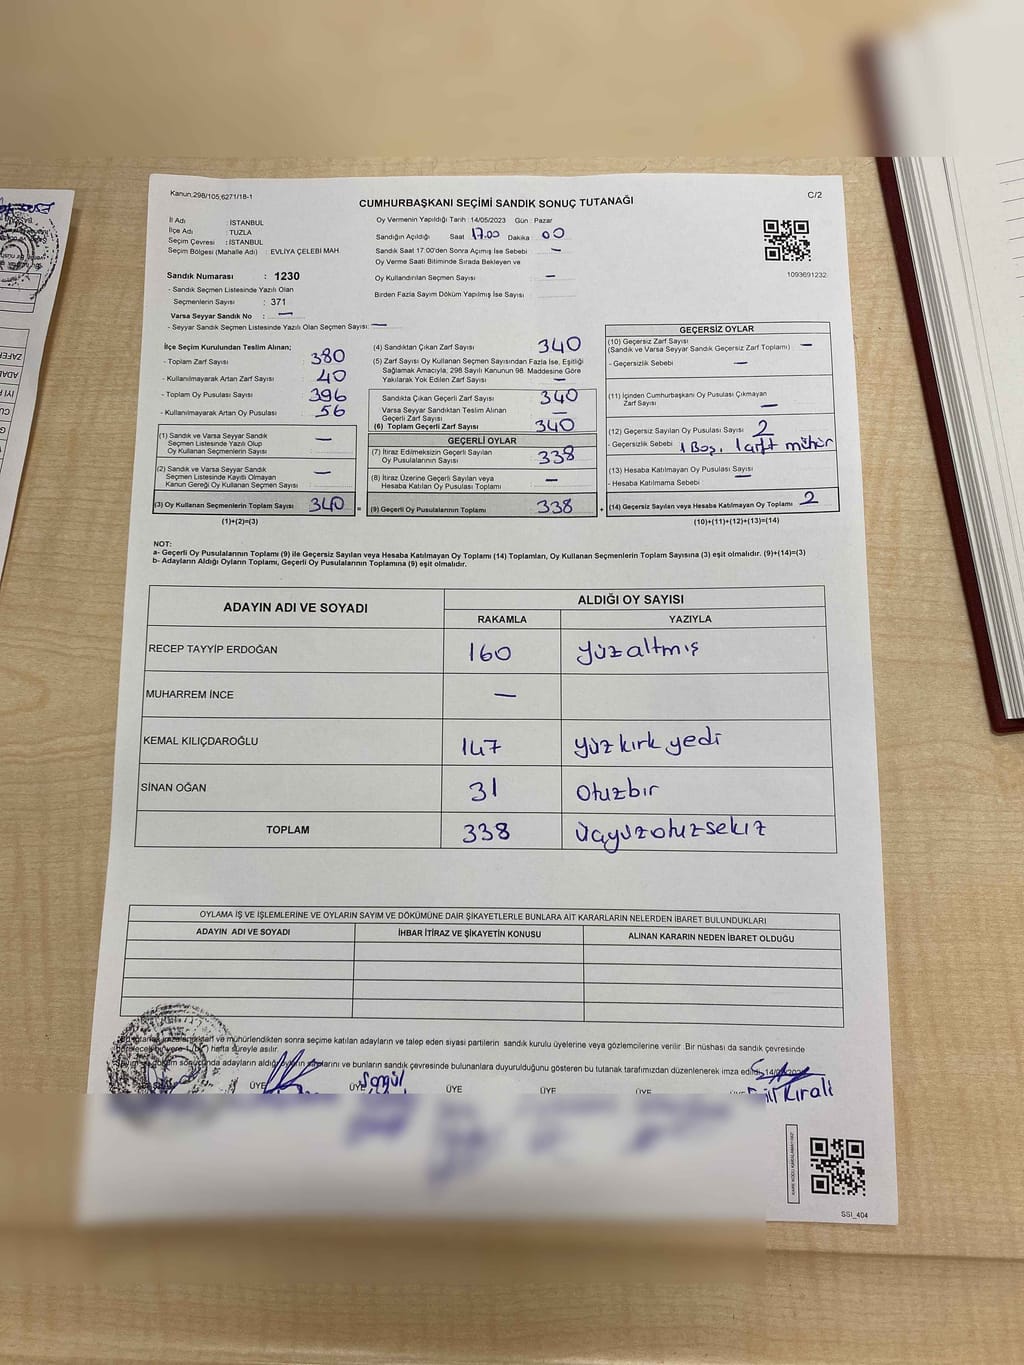 Kanun.298/105;6271/18-1
C/2
CUMHURBAŞKANI SEÇİMİ SANDIK SONUÇ TUTANAĞI
İl Adı : İSTANBUL
İlçe Adı : TUZLA
Seçim Çevresi : İSTANBUL
Seçim Bölgesi (Mahalle Adı) : EVLİYA ÇELEBİ MAH
Oy Vermenin Yapıldığı Tarih :14/05/2023 Gün : Pazar
Sandığın Açıldığı Saat 17.00 Dakika 00
Sandık Saat 17:00'den Sonra Açımış İse Sebebi —
Oy Verme Saati Bitiminde Sırada Bekleyen ve
Oy Kullandırılan Seçmen Sayısı —
Birden Fazla Sayım Döküm Yapılmış İse Sayısı
1093691232
Sandık Numarası : 1230
- Sandık Listesinde Yazılı Olan
Seçmenlerin Sayısı : 371
Varsa Seyyar Sandık No : —
- Seyyar Sandık Seçmen Listesinde Yazılı Olan Seçmen Sayısı: —
İlçe Seçim Kurulundan Teslim Alınan;
- Toplam Zarf Sayısı 380
- Kullanılmayarak Artan Zarf Sayısı 40
- Toplam Oy Pusulası Sayısı 396
- Kullanılmayarak Artan Oy Pusulası 56
(1) Sandık ve Varsa Seyyar Sandık
Seçmen Listesinde Yazılı Olup
Oy Kullanan Seçmenlerin Sayısı —
(2) Sandık ve Varsa Seyyar Sandık
Seçmen Listesinde Kayıtlı Olmayan
Kanun Gereği Oy Kullanan Seçmen Sayısı —
(3) Oy Kullanan Seçmenlerin Toplam Sayısı 340
(1)+(2)=(3)
(4) Sandıktan Çıkan Zarf Sayısı 340
(5) Zarf Sayısı Oy Kullanan Seçmen Sayısından Fazla İse, Eşitliği
Sağlamak Amacıyla, 298 Sayılı Kanunun 98. Maddesine Göre
Yakılarak Yok Edilen Zarf Sayısı —
Sandıkta Çıkan Geçerli Zarf Sayısı 340
Varsa Seyyar Sandıktan Teslim Alınan
Geçerli Zarf Sayısı —
(6) Toplam Geçerli Zarf Sayısı 340
GEÇERLİ OYLAR
(7) İtiraz Edilmeksizin Geçerli Sayılan
Oy Pusulalarının Sayısı 338
(8) İtiraz Üzerine Geçerli Sayılan veya
Hesaba Katılan Oy Pusulası Toplamı —
= (9) Geçerli Oy Pusulalarının Toplamı 338
GEÇERSİZ OYLAR
(10) Geçersiz Zarf Sayısı
(Sandık ve Varsa Seyyar Sandık Geçersiz Zarf Toplamı) —
- Geçersizlik Sebebi —
(11) İçinden Cumhurbaşkanı Oy Pusulası Çıkmayan
Zarf Sayısı —
(12) Geçersiz Sayılan Oy Pusulası Sayısı 2
- Geçersizlik Sebebi 1 Boş, 1 çift mühür
(13) Hesaba Katılmayan Oy Pusulası Sayısı
- Hesaba Katılmama Sebebi —
+ (14) Geçersiz Sayılan veya Hesaba Katılmayan Oy Toplamı 2
(10)+(11)+(12)+(13)=(14)
NOT:
a- Geçerli Oy Pusulalarının Toplamı (9) ile Geçersiz Sayılan veya Hesaba Katılmayan Oy Toplamı (14) Toplamları, Oy Kullanan Seçmenlerin Toplam Sayısına (3) eşit olmalıdır. (9)+(14)=(3)
b- Adayların Aldığı Oyların Toplamı, Geçerli Oy Pusulalarının Toplamına (9) eşit olmalıdır.
ADAYIN ADI VE SOYADI
ALDIĞI OY SAYISI
RAKAMLA YAZIYLA
RECEP TAYYİP ERDOĞAN 160 yüzaltmış
MUHARREM İNCE —
KEMAL KILIÇDAROĞLU 147 yüz kırk yedi
SİNAN OĞAN 31 Otuzbir
TOPLAM 338 üçyüzotuzsekiz
OYLAMA İŞ VE İŞLEMLERİNE VE OYLARIN SAYIM VE DÖKÜMÜNE DAİR ŞİKAYETLERLE BUNLARA AİT KARARLARIN NELERDEN İBARET BULUNDUKLARI
ADAYIN ADI VE SOYADI İHBAR İTİRAZ VE ŞİKAYETİN KONUSU ALINAN KARARIN NEDEN İBARET OLDUĞU
ve mühürlendikten sonra seçime katılan adayların ve talep eden siyasi partilerin sandık kurulu üyelerine veya gözlemcilerine verilir. Bir nüshası da sandık çevresinde
hafta süreyle asılır.
sonucunda adayların aldığı oyların sayılarını ve bunların sandık çevresinde bulunanlara duyurulduğunu gösteren bu tutanak tarafımızdan düzenlenerek imza edildi.
ÜYE ÜYE Songül ÜYE ÜYE ÜYE Kıralı
SSI_404